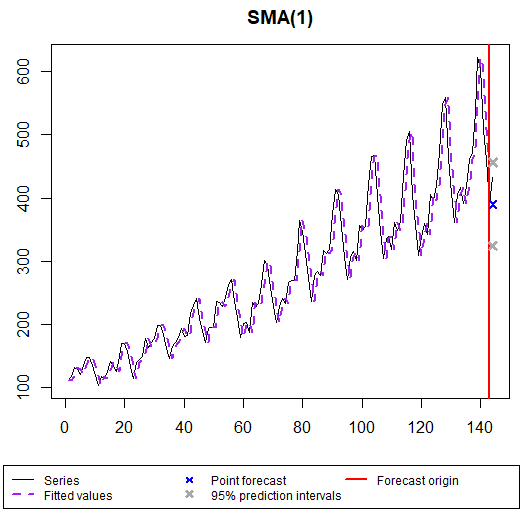 SMA(1)
600
500
400
300
200
100
0 20 40 60 80 100 120 140
Series Point forecast Forecast origin
Fitted values 95% prediction intervals